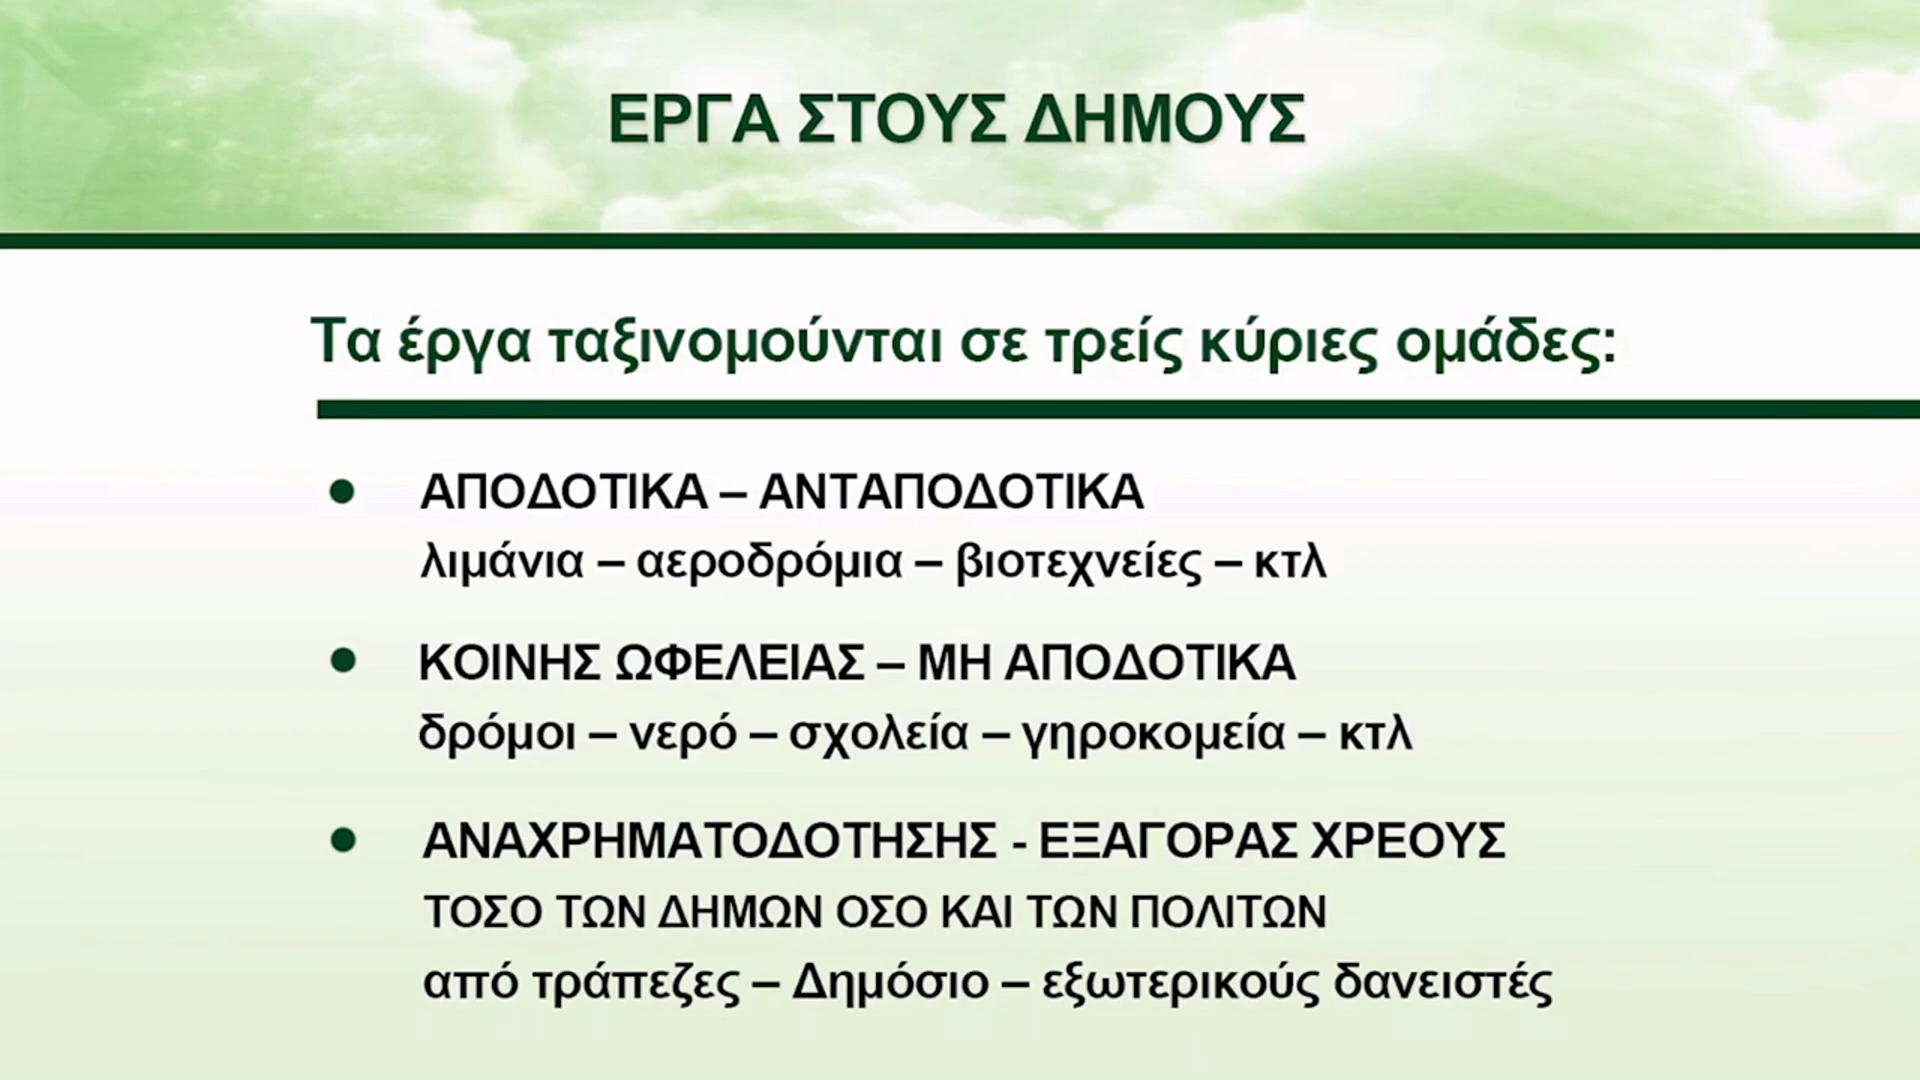 ΕΡΓΑ ΣΤΟΥΣ ΔΗΜΟΥΣ
Τα έργα ταξινομούνται σε τρείς κύριες ομάδες:
● ΑΠΟΔΟΤΙΚΑ – ΑΝΤΑΠΟΔΟΤΙΚΑ
λιμάνια – αεροδρόμια – βιοτεχνείες – κτλ
● ΚΟΙΝΗΣ ΩΦΕΛΕΙΑΣ – ΜΗ ΑΠΟΔΟΤΙΚΑ
δρόμοι – νερό – σχολεία – γηροκομεία – κτλ
● ΑΝΑΧΡΗΜΑΤΟΔΟΤΗΣΗΣ - ΕΞΑΓΟΡΑΣ ΧΡΕΟΥΣ
ΤΟΣΟ ΤΩΝ ΔΗΜΩΝ ΟΣΟ ΚΑΙ ΤΩΝ ΠΟΛΙΤΩΝ
από τράπεζες – Δημόσιο – εξωτερικούς δανειστές